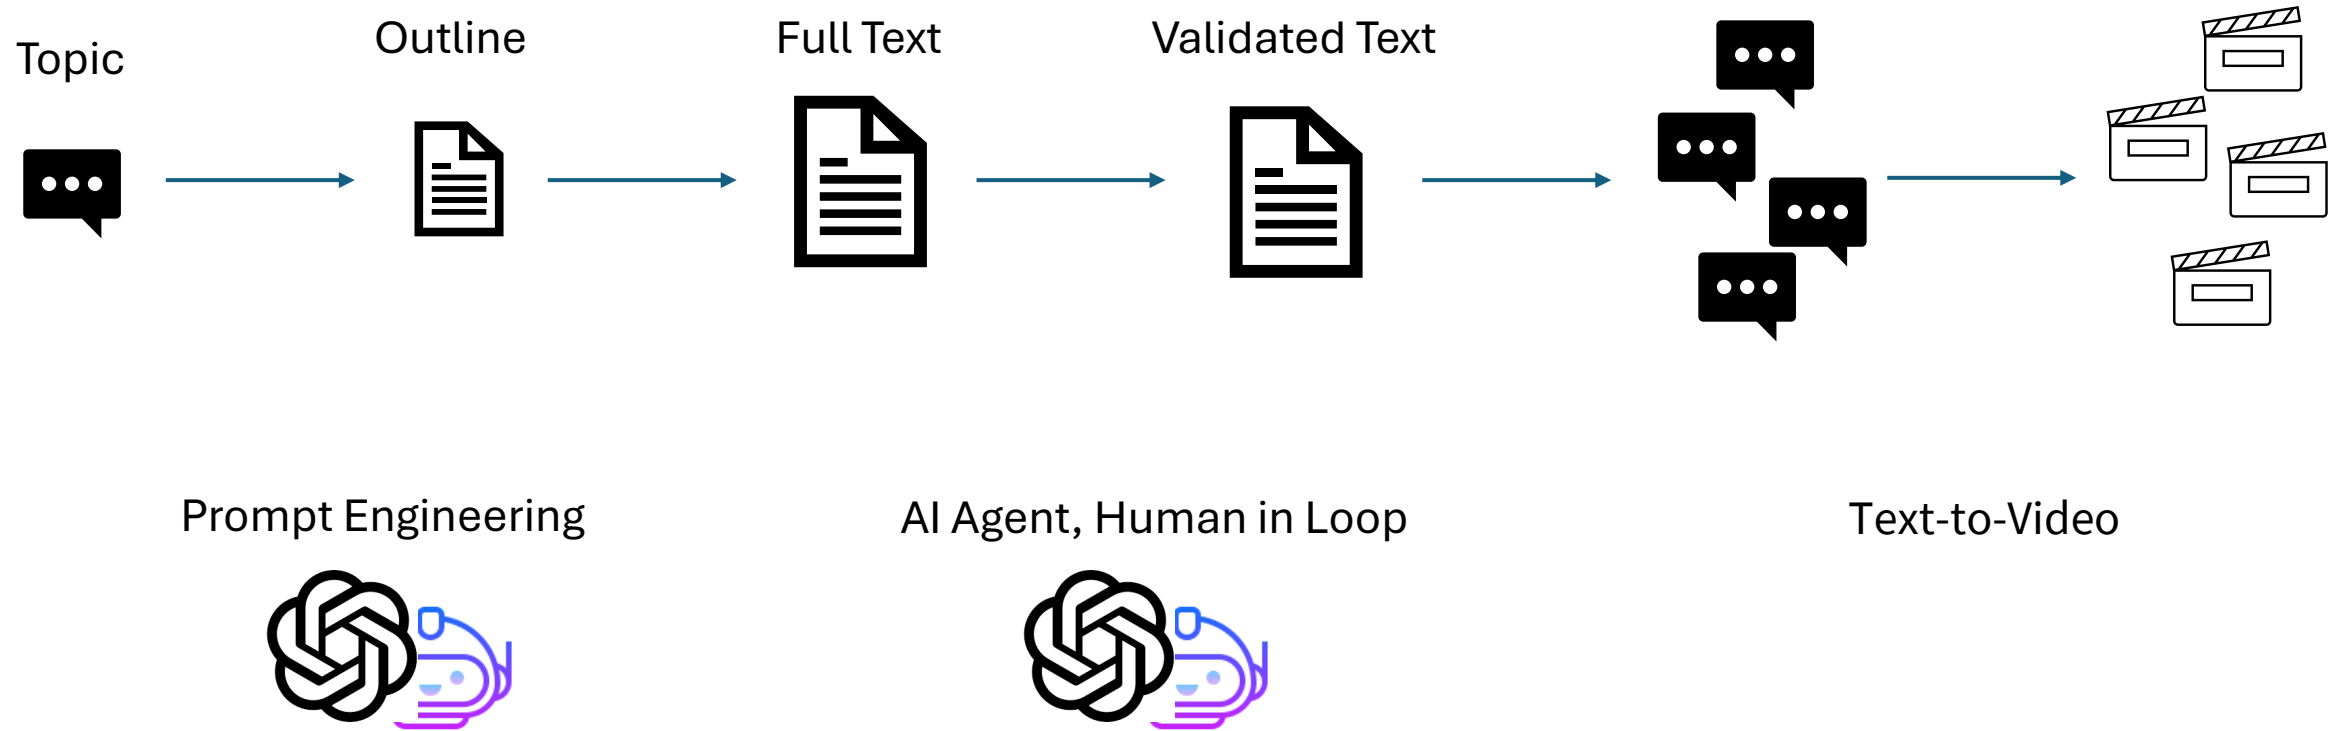 Topic
Outline
Full Text
Validated Text
Prompt Engineering
AI Agent, Human in Loop
Text-to-Video